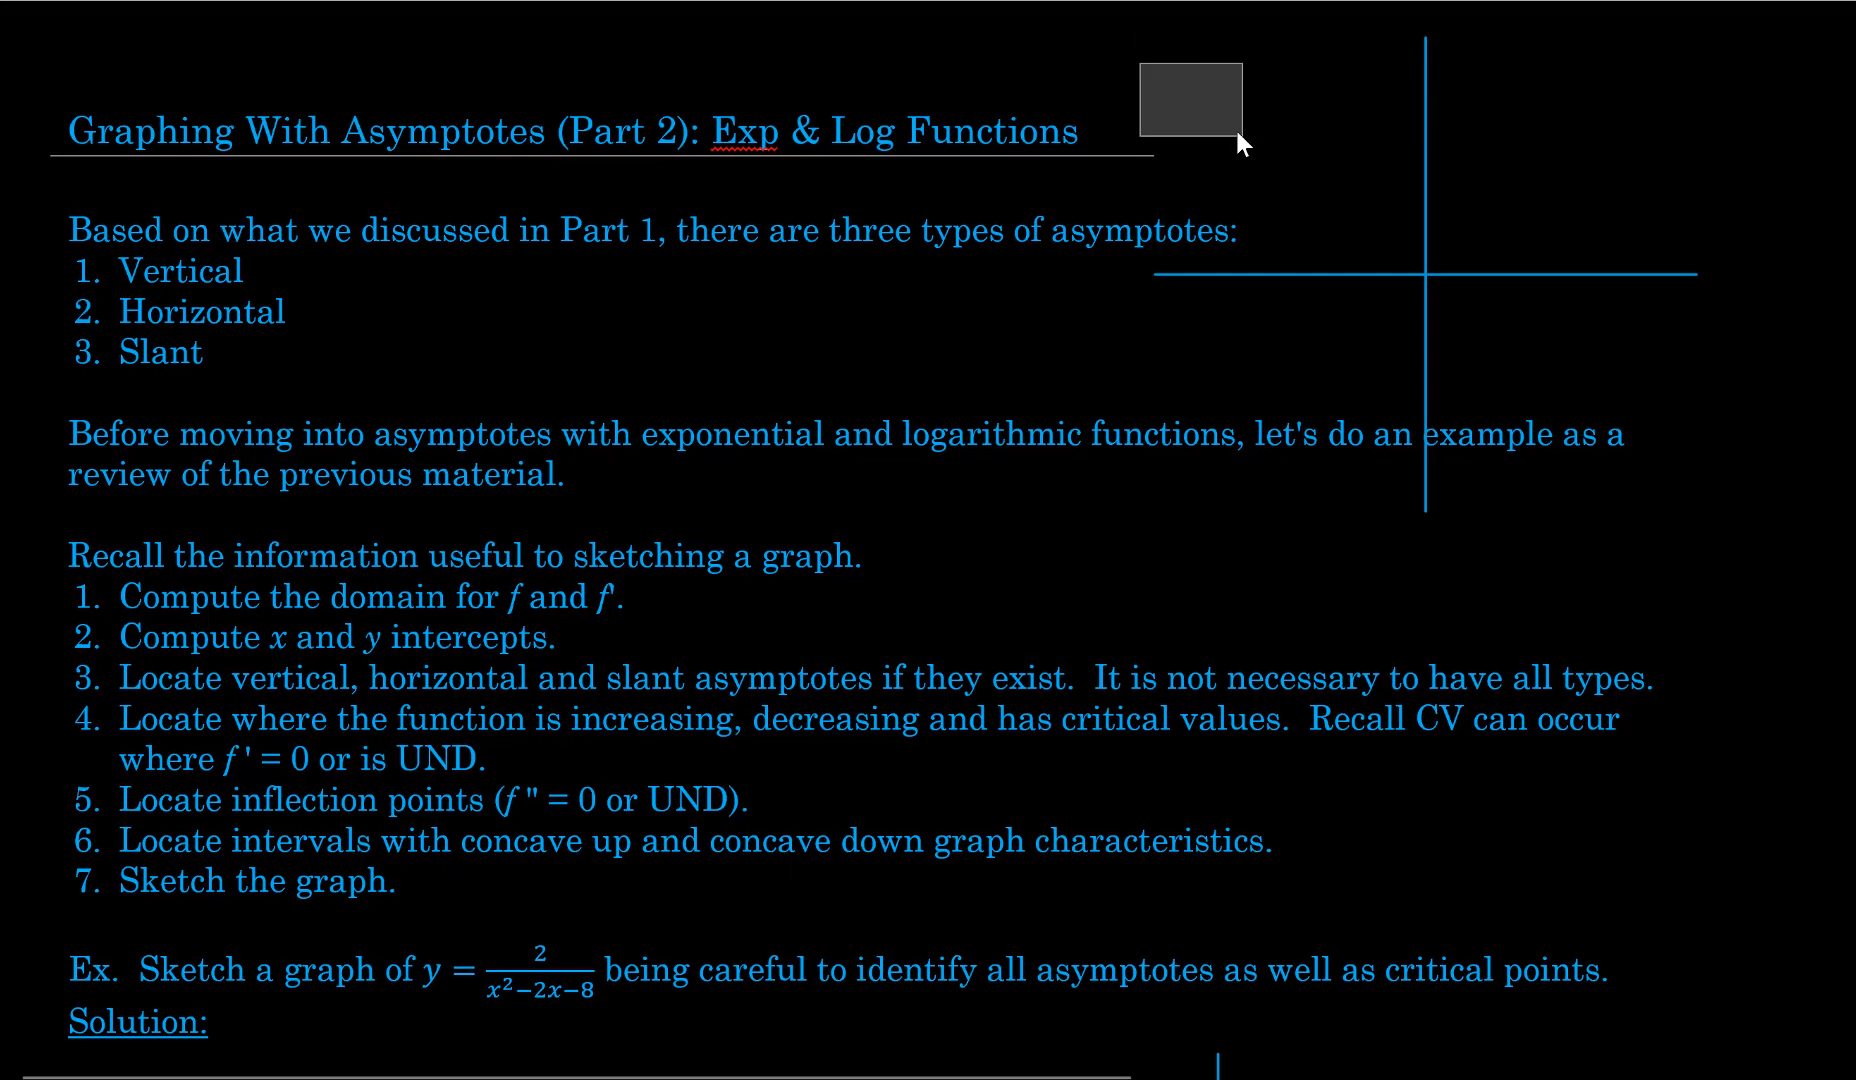 Graphing With Asymptotes (Part 2): Exp & Log Functions
Based on what we discussed in Part 1, there are three types of asymptotes:
1. Vertical
2. Horizontal
3. Slant
Before moving into asymptotes with exponential and logarithmic functions, let's do an example as a
review of the previous material.
Recall the information useful to sketching a graph.
1. Compute the domain for f and f'.
2. Compute x and y intercepts.
3. Locate vertical, horizontal and slant asymptotes if they exist. It is not necessary to have all types.
4. Locate where the function is increasing, decreasing and has critical values. Recall CV can occur
where f ' = 0 or is UND.
5. Locate inflection points (f " = 0 or UND).
6. Locate intervals with concave up and concave down graph characteristics.
7. Sketch the graph.
Ex. Sketch a graph of y = 2/(x²−2x−8) being careful to identify all asymptotes as well as critical points.
Solution: